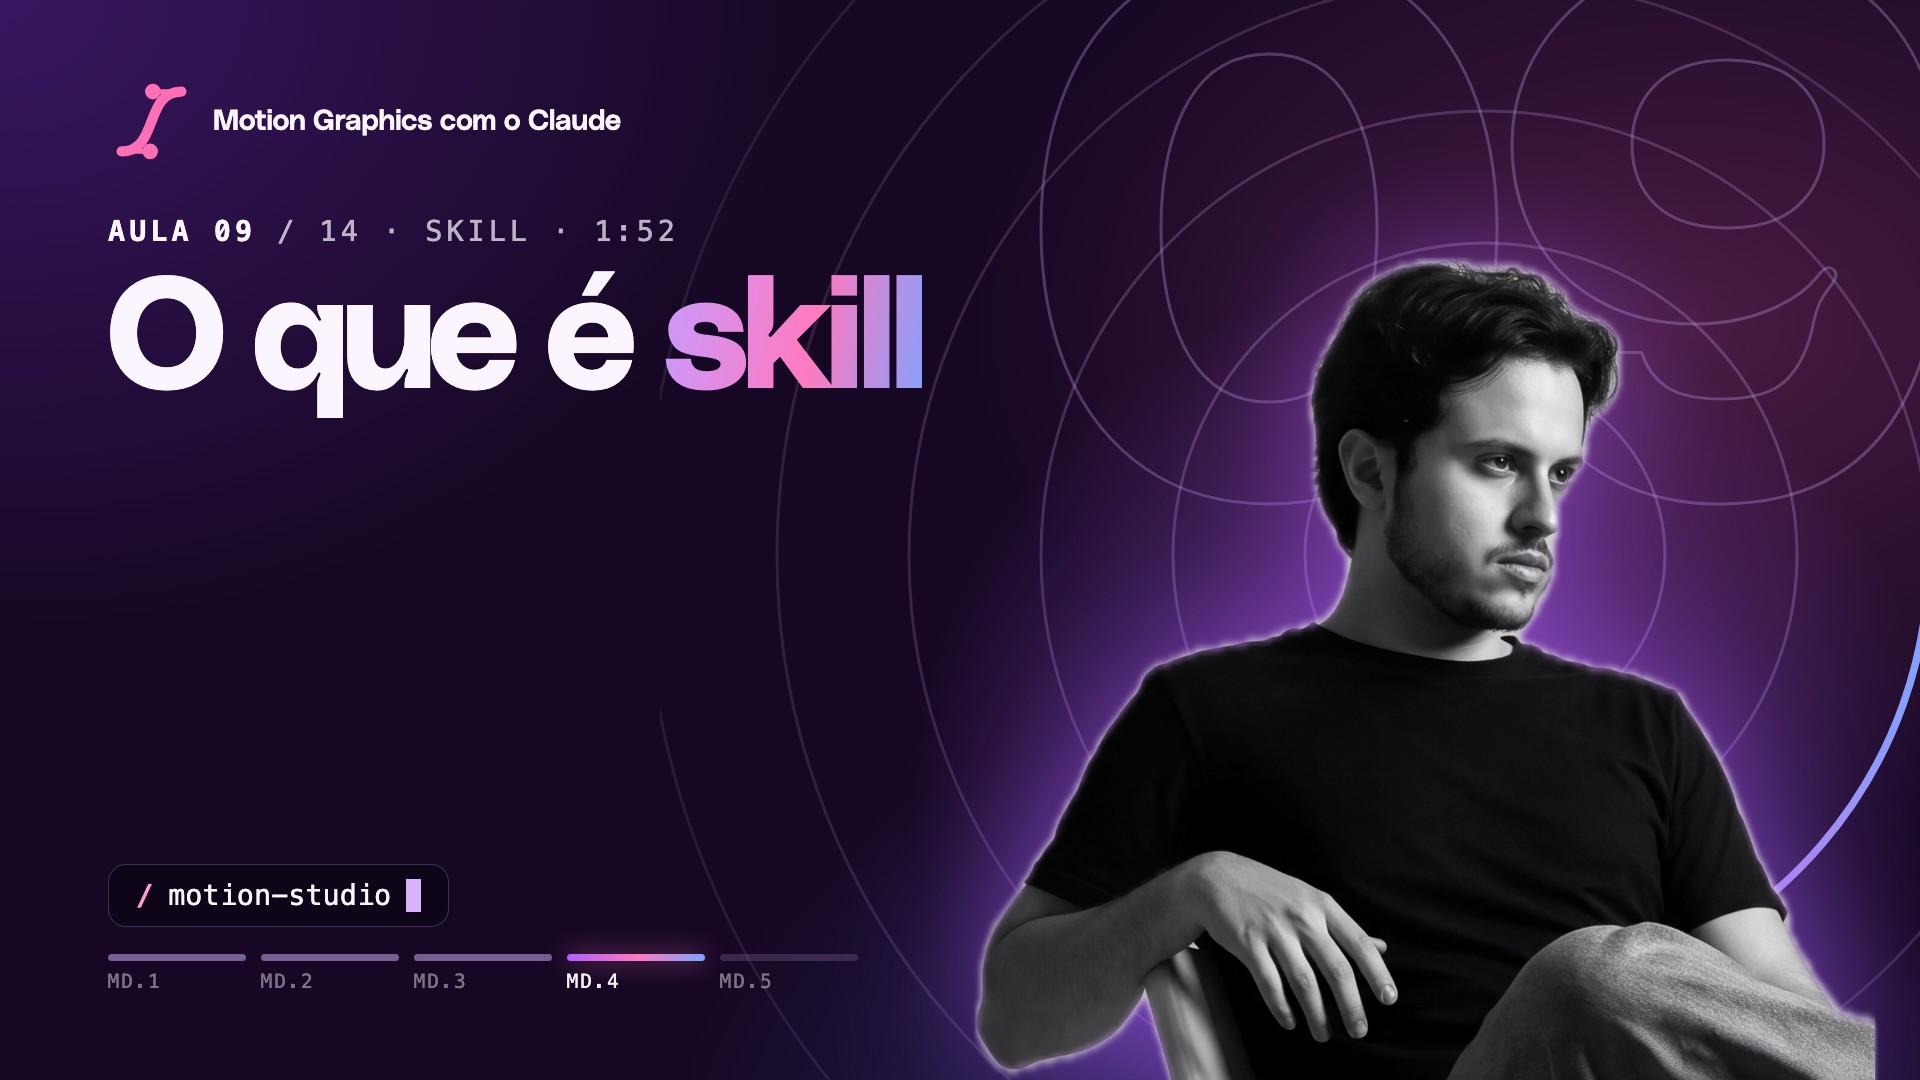 Motion Graphics com o Claude
AULA 09 / 14 · SKILL · 1:52
O que é skill
09
/ motion-studio
MD.1 MD.2 MD.3 MD.4 MD.5